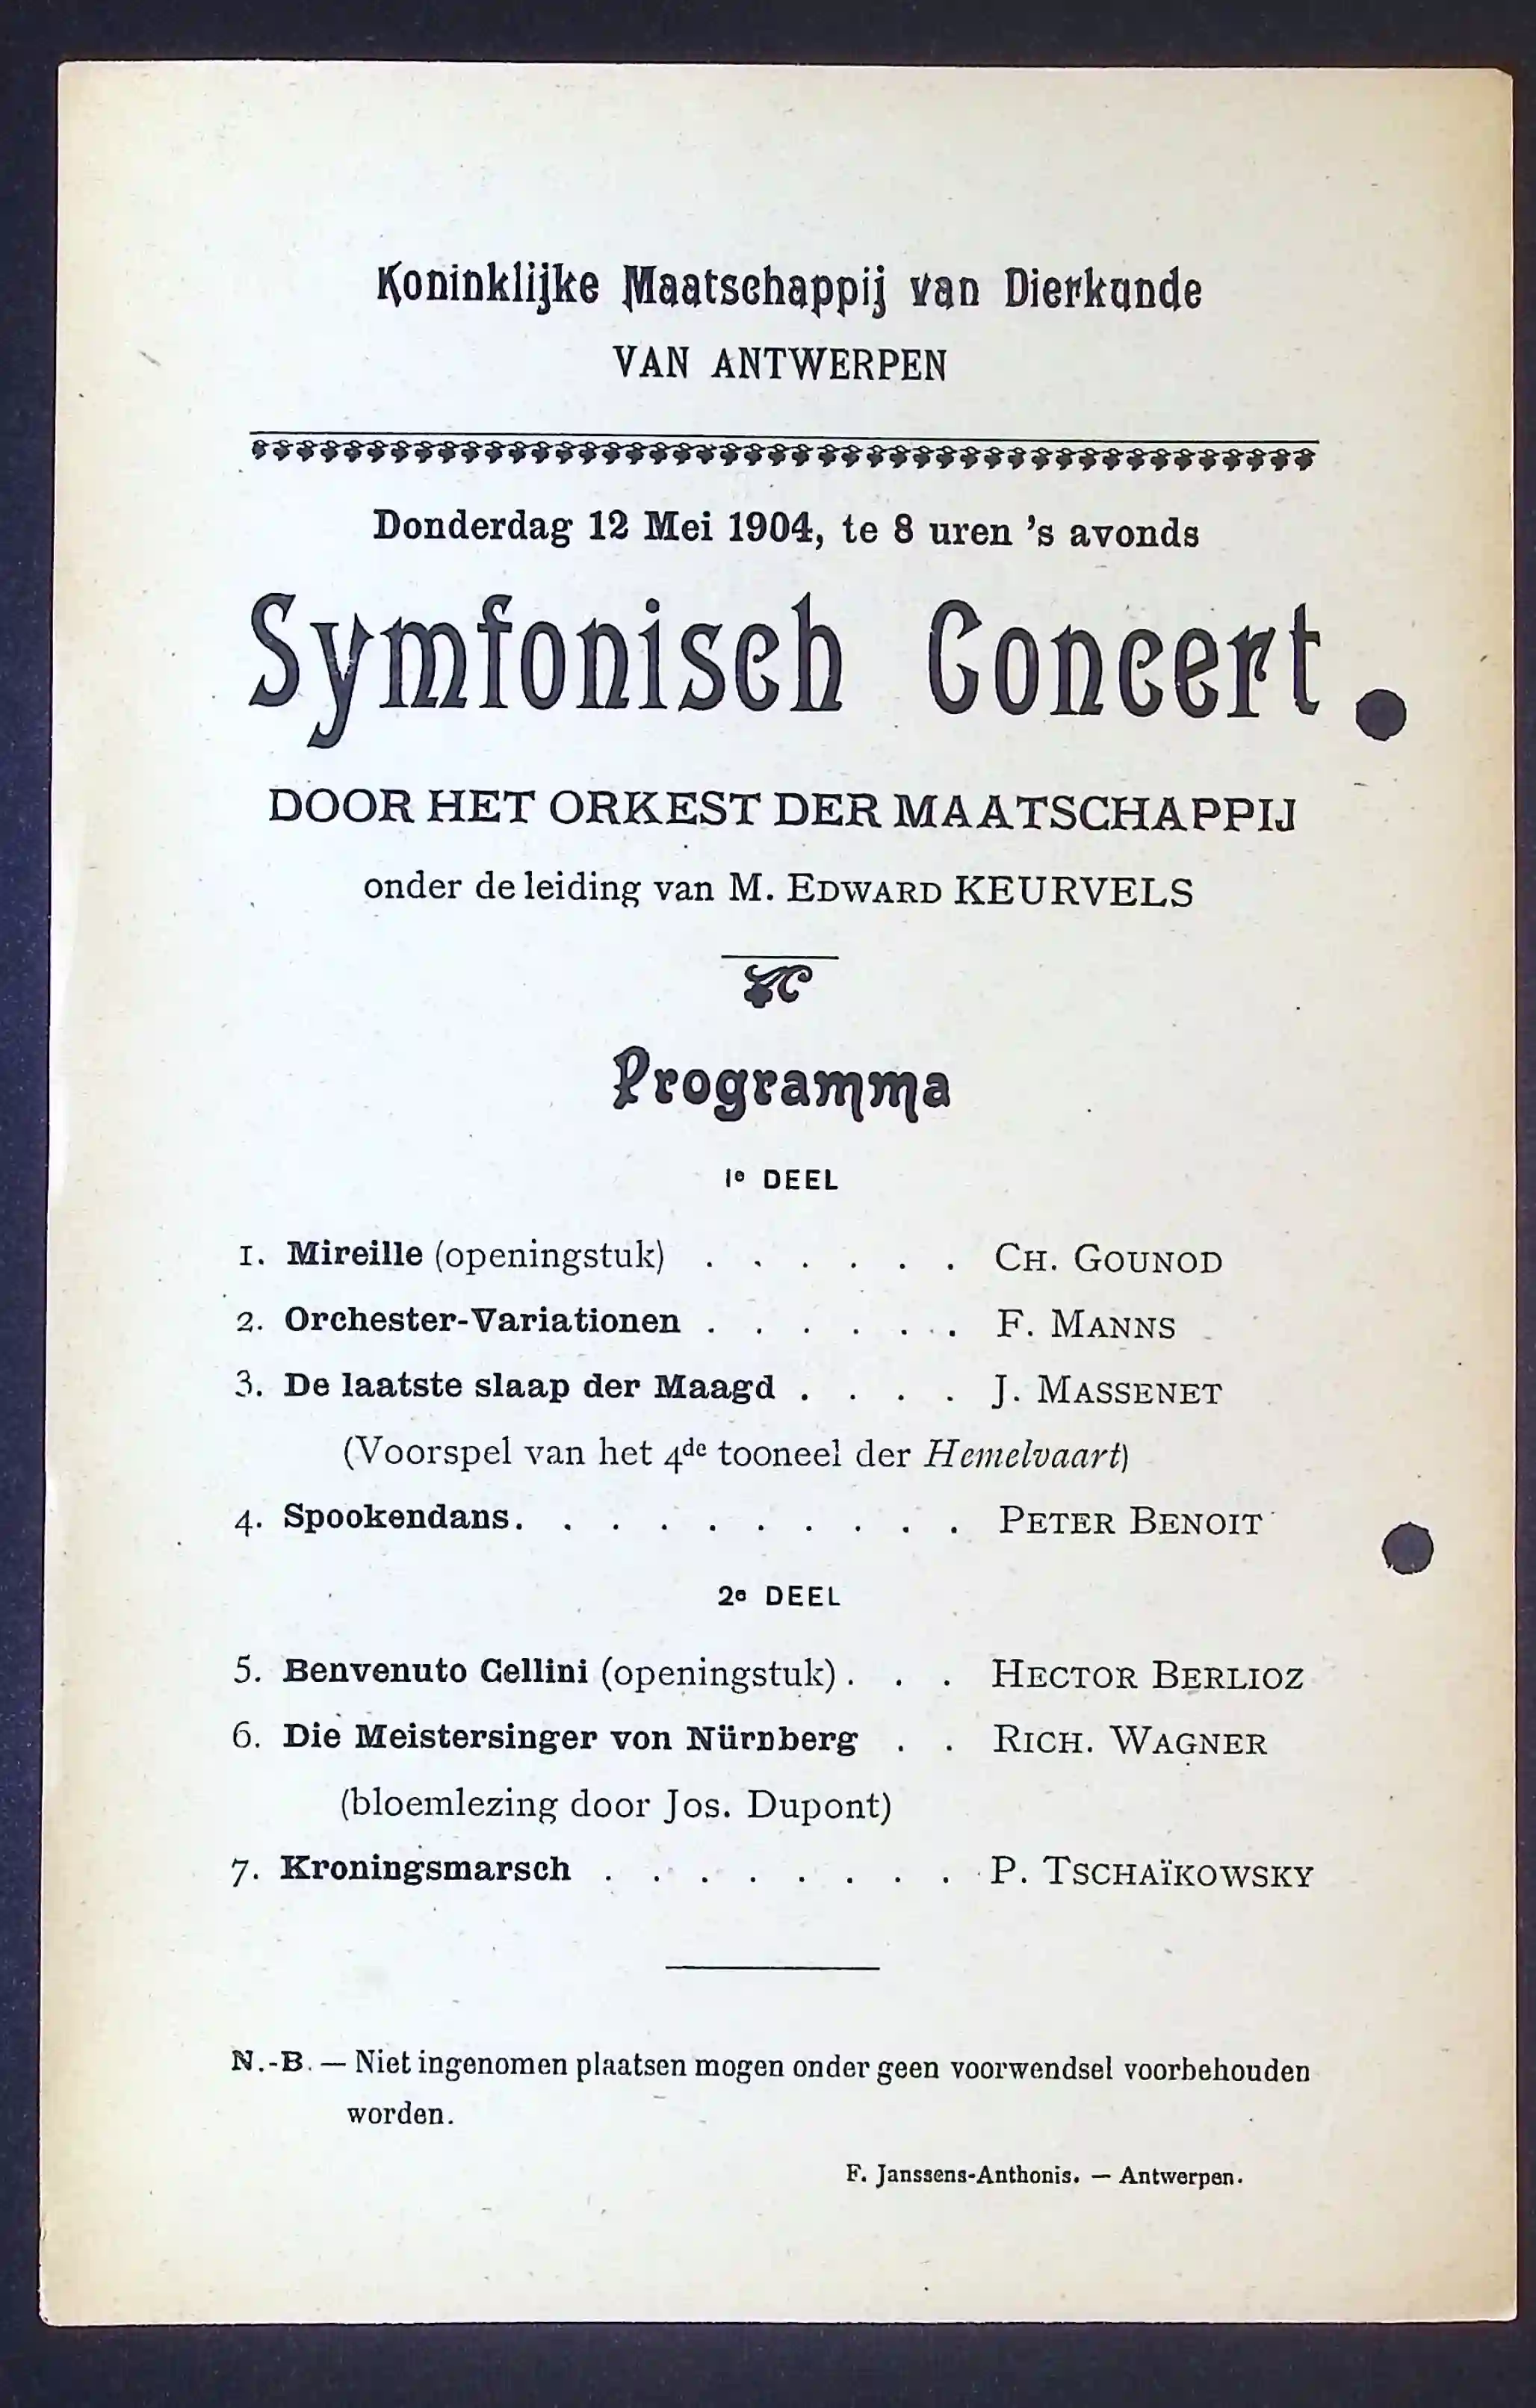 Koninklijke Maatschappij van Dierkunde
VAN ANTWERPEN
Donderdag 12 Mei 1904, te 8 uren 's avonds
Symfonisch Concert
DOOR HET ORKEST DER MAATSCHAPPIJ
onder de leiding van M. EDWARD KEURVELS
Programma
1e DEEL
1. Mireille (openingstuk) . . . . . . CH. GOUNOD
2. Orchester-Variationen . . . . . . F. MANNS
3. De laatste slaap der Maagd . . . . J. MASSENET
(Voorspel van het 4de tooneel der Hemelvaart)
4. Spookendans. . . . . . . . . . PETER BENOIT
2e DEEL
5. Benvenuto Cellini (openingstuk) . . . HECTOR BERLIOZ
6. Die Meistersinger von Nürnberg . . RICH. WAGNER
(bloemlezing door Jos. Dupont)
7. Kroningsmarsch . . . . . . . . P. TSCHAÏKOWSKY
N.-B. — Niet ingenomen plaatsen mogen onder geen voorwendsel voorbehouden
worden.
F. Janssens-Anthonis. — Antwerpen.